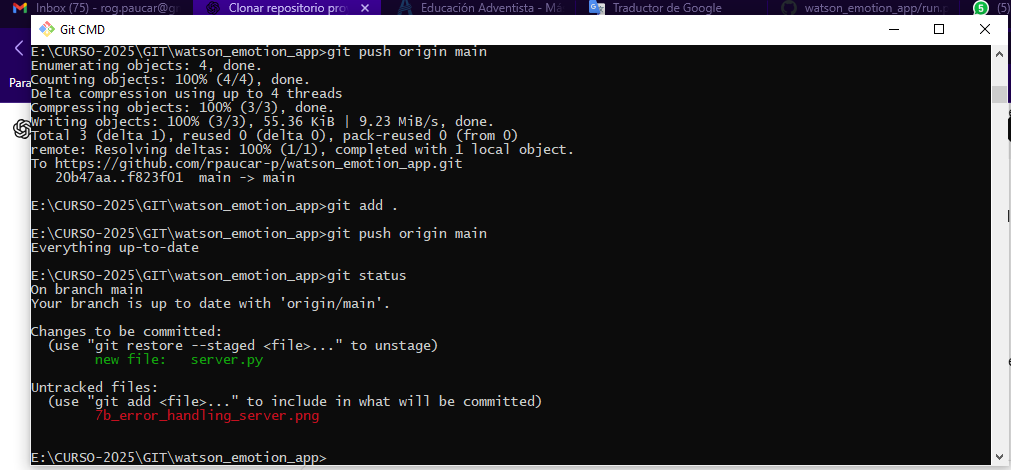 Inbox (75) - rog.paucar@g
Clonar repositorio pro
Educación Adventista - Má
Traductor de Google
watson_emotion_app/run.p
5
(5)
Git CMD
Para
E:\CURSO-2025\GIT\watson_emotion_app>git push origin main
Enumerating objects: 4, done.
Counting objects: 100% (4/4), done.
Delta compression using up to 4 threads
Compressing objects: 100% (3/3), done.
Writing objects: 100% (3/3), 55.36 KiB | 9.23 MiB/s, done.
Total 3 (delta 1), reused 0 (delta 0), pack-reused 0 (from 0)
remote: Resolving deltas: 100% (1/1), completed with 1 local object.
To https://github.com/rpaucar-p/watson_emotion_app.git
   20b47aa..f823f01  main -> main
E:\CURSO-2025\GIT\watson_emotion_app>git add .
E:\CURSO-2025\GIT\watson_emotion_app>git push origin main
Everything up-to-date
E:\CURSO-2025\GIT\watson_emotion_app>git status
On branch main
Your branch is up to date with 'origin/main'.
Changes to be committed:
  (use "git restore --staged <file>..." to unstage)
        new file:   server.py
Untracked files:
  (use "git add <file>..." to include in what will be committed)
        7b_error_handling_server.png
E:\CURSO-2025\GIT\watson_emotion_app>